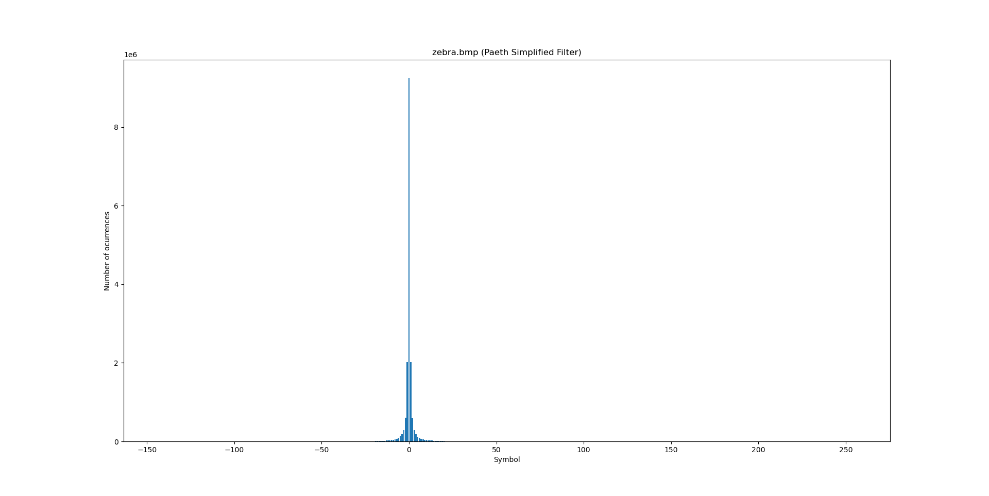 zebra.bmp (Paeth Simplified Filter)
1e6
8
6
4
2
0
Number of ocurrences
−150 −100 −50 0 50 100 150 200 250
Symbol